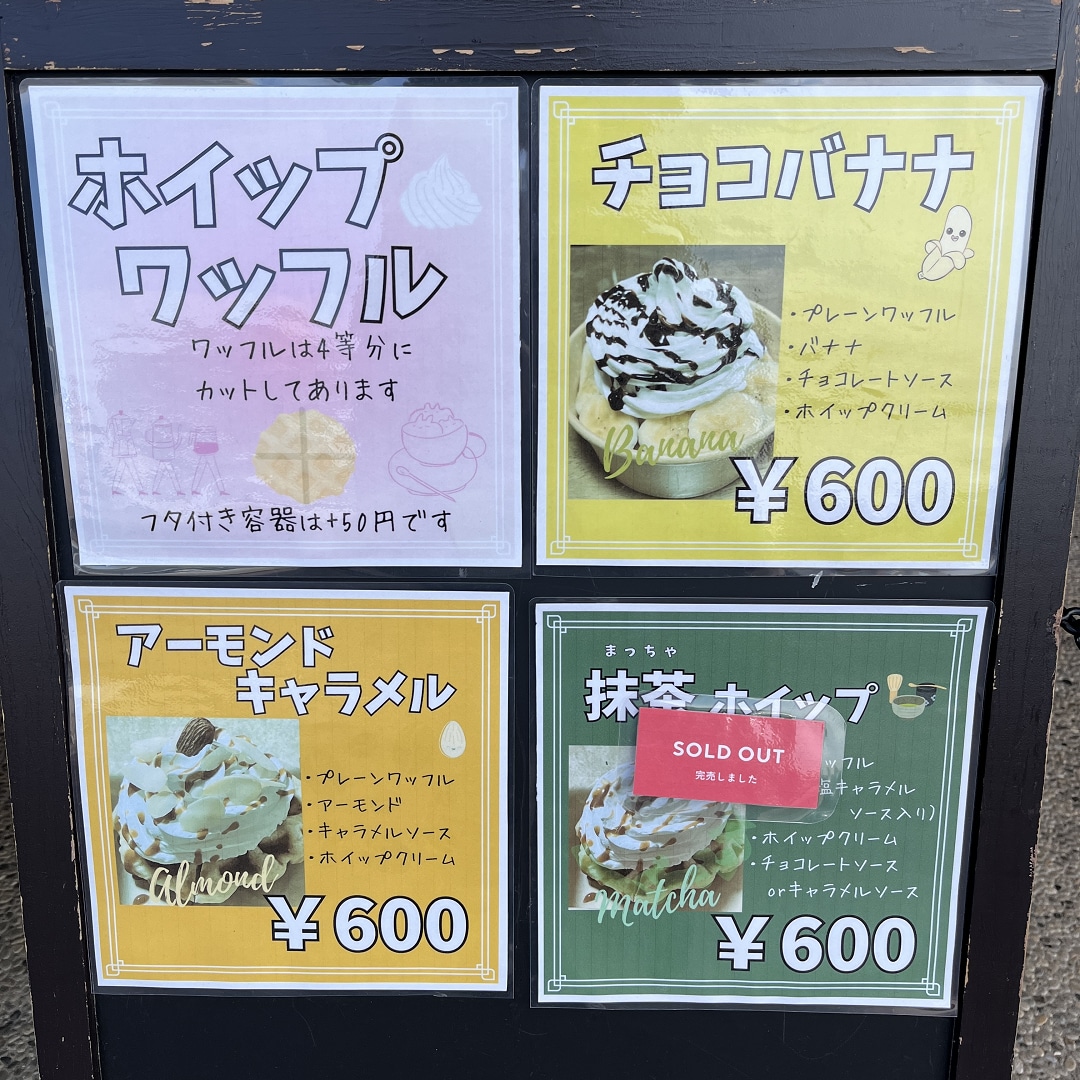 ホイップ
ワッフル
ワッフルは4等分に
カットしてあります
フタ付き容器は+50円です
チョコバナナ
・プレーンワッフル
・バナナ
・チョコレートソース
・ホイップクリーム
Banana
¥600
アーモンド
キャラメル
・プレーンワッフル
・アーモンド
・キャラメルソース
・ホイップクリーム
Almond
¥600
まっちゃ
抹茶ホイップ
SOLD OUT
完売しました
ッフル
塩キャラメル
ソース入り)
・ホイップクリーム
・チョコレートソース
orキャラメルソース
Matcha
¥600